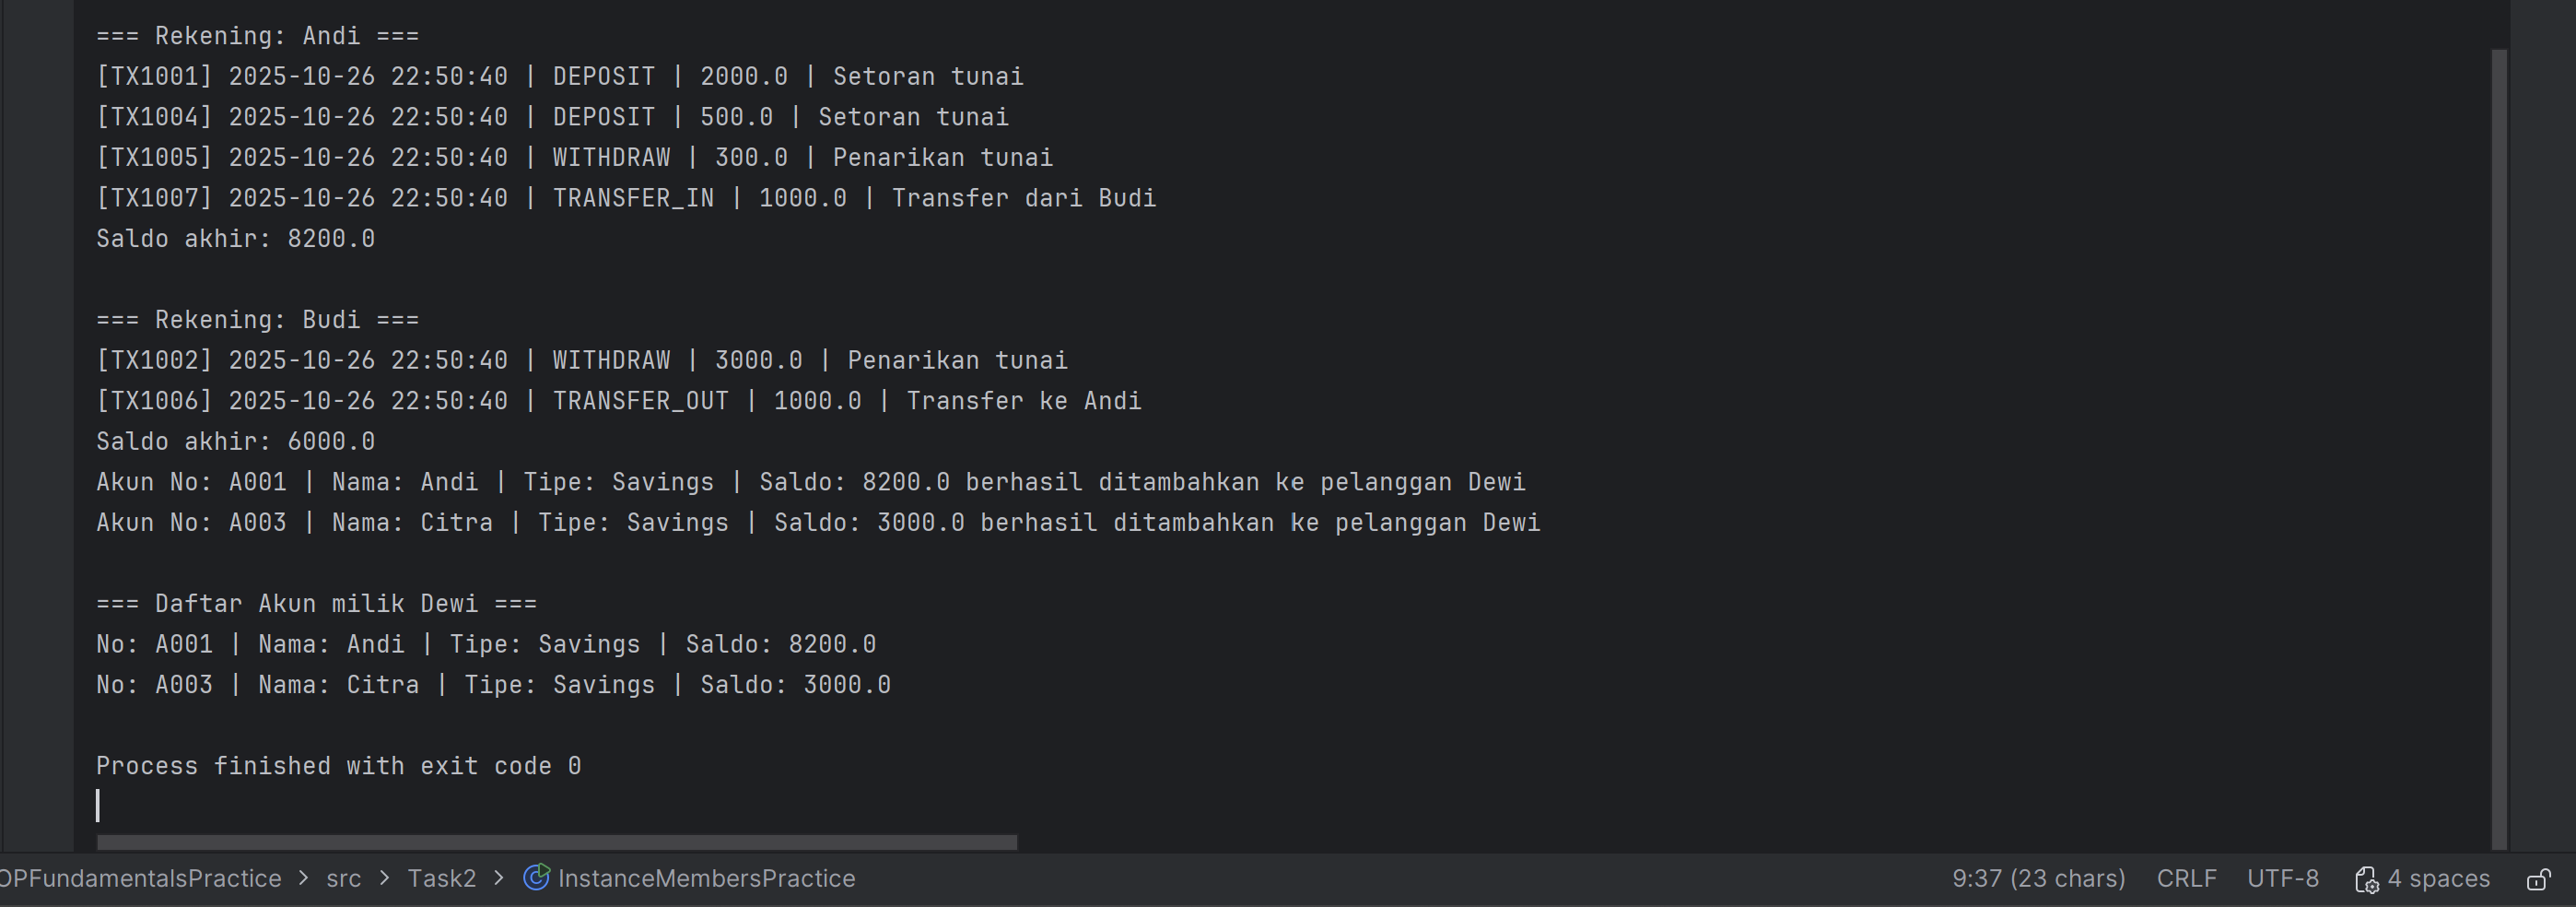 === Rekening: Andi ===
[TX1001] 2025-10-26 22:50:40 | DEPOSIT | 2000.0 | Setoran tunai
[TX1004] 2025-10-26 22:50:40 | DEPOSIT | 500.0 | Setoran tunai
[TX1005] 2025-10-26 22:50:40 | WITHDRAW | 300.0 | Penarikan tunai
[TX1007] 2025-10-26 22:50:40 | TRANSFER_IN | 1000.0 | Transfer dari Budi
Saldo akhir: 8200.0
=== Rekening: Budi ===
[TX1002] 2025-10-26 22:50:40 | WITHDRAW | 3000.0 | Penarikan tunai
[TX1006] 2025-10-26 22:50:40 | TRANSFER_OUT | 1000.0 | Transfer ke Andi
Saldo akhir: 6000.0
Akun No: A001 | Nama: Andi | Tipe: Savings | Saldo: 8200.0 berhasil ditambahkan ke pelanggan Dewi
Akun No: A003 | Nama: Citra | Tipe: Savings | Saldo: 3000.0 berhasil ditambahkan ke pelanggan Dewi
=== Daftar Akun milik Dewi ===
No: A001 | Nama: Andi | Tipe: Savings | Saldo: 8200.0
No: A003 | Nama: Citra | Tipe: Savings | Saldo: 3000.0
Process finished with exit code 0
OPFundamentalsPractice > src > Task2 > InstanceMembersPractice 9:37 (23 chars) CRLF UTF-8 4 spaces